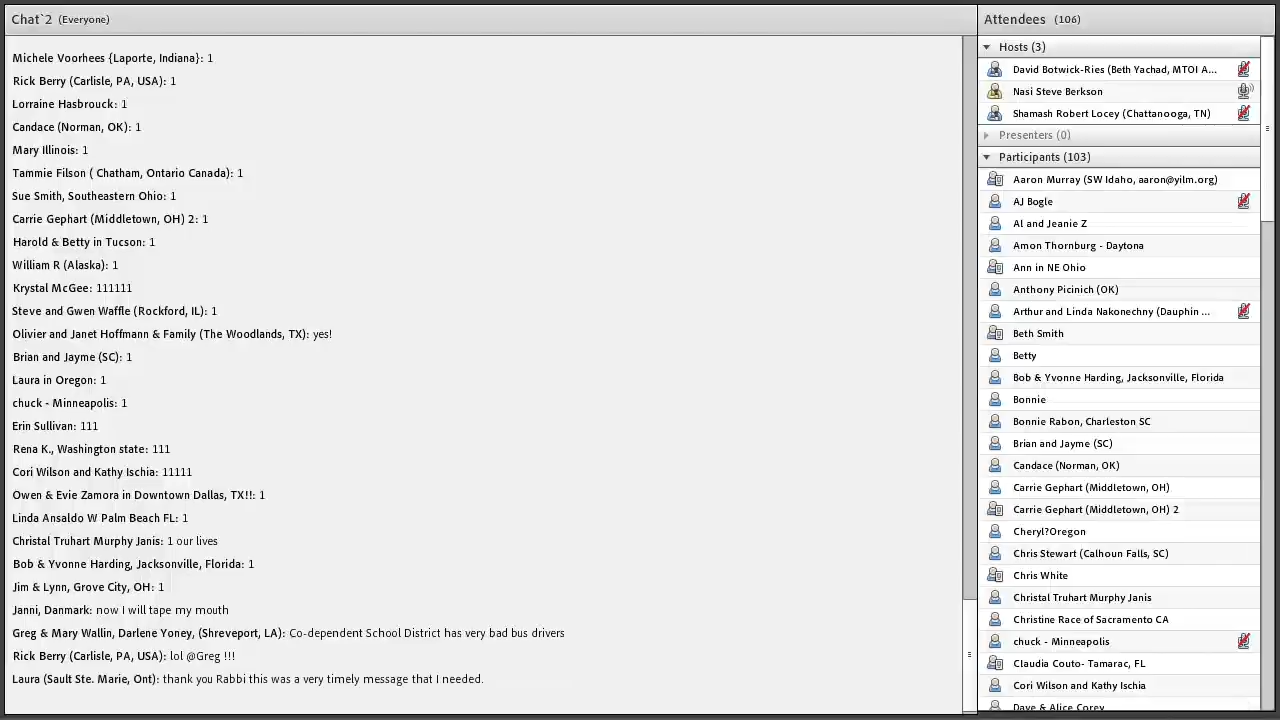 Chat`2 (Everyone)
Michele Voorhees {Laporte, Indiana}: 1
Rick Berry (Carlisle, PA, USA): 1
Lorraine Hasbrouck: 1
Candace (Norman, OK): 1
Mary Illinois: 1
Tammie Filson ( Chatham, Ontario Canada): 1
Sue Smith, Southeastern Ohio: 1
Carrie Gephart (Middletown, OH) 2: 1
Harold & Betty in Tucson: 1
William R (Alaska): 1
Krystal McGee: 111111
Steve and Gwen Waffle (Rockford, IL): 1
Olivier and Janet Hoffmann & Family (The Woodlands, TX): yes!
Brian and Jayme (SC): 1
Laura in Oregon: 1
chuck - Minneapolis: 1
Erin Sullivan: 111
Rena K., Washington state: 111
Cori Wilson and Kathy Ischia: 11111
Owen & Evie Zamora in Downtown Dallas, TX!!: 1
Linda Ansaldo W Palm Beach FL: 1
Christal Truhart Murphy Janis: 1 our lives
Bob & Yvonne Harding, Jacksonville, Florida: 1
Jim & Lynn, Grove City, OH: 1
Janni, Danmark: now I will tape my mouth
Greg & Mary Wallin, Darlene Yoney, (Shreveport, LA): Co-dependent School District has very bad bus drivers
Rick Berry (Carlisle, PA, USA): lol @Greg !!!
Laura (Sault Ste. Marie, Ont): thank you Rabbi this was a very timely message that I needed.
Attendees (106)
Hosts (3)
David Botwick-Ries (Beth Yachad, MTOI A...
Nasi Steve Berkson
Shamash Robert Locey (Chattanooga, TN)
Presenters (0)
Participants (103)
Aaron Murray (SW Idaho, aaron@yilm.org)
AJ Bogle
Al and Jeanie Z
Amon Thornburg - Daytona
Ann in NE Ohio
Anthony Picinich (OK)
Arthur and Linda Nakonechny (Dauphin ...
Beth Smith
Betty
Bob & Yvonne Harding, Jacksonville, Florida
Bonnie
Bonnie Rabon, Charleston SC
Brian and Jayme (SC)
Candace (Norman, OK)
Carrie Gephart (Middletown, OH)
Carrie Gephart (Middletown, OH) 2
Cheryl?Oregon
Chris Stewart (Calhoun Falls, SC)
Chris White
Christal Truhart Murphy Janis
Christine Race of Sacramento CA
chuck - Minneapolis
Claudia Couto- Tamarac, FL
Cori Wilson and Kathy Ischia
Dave & Alice Corey